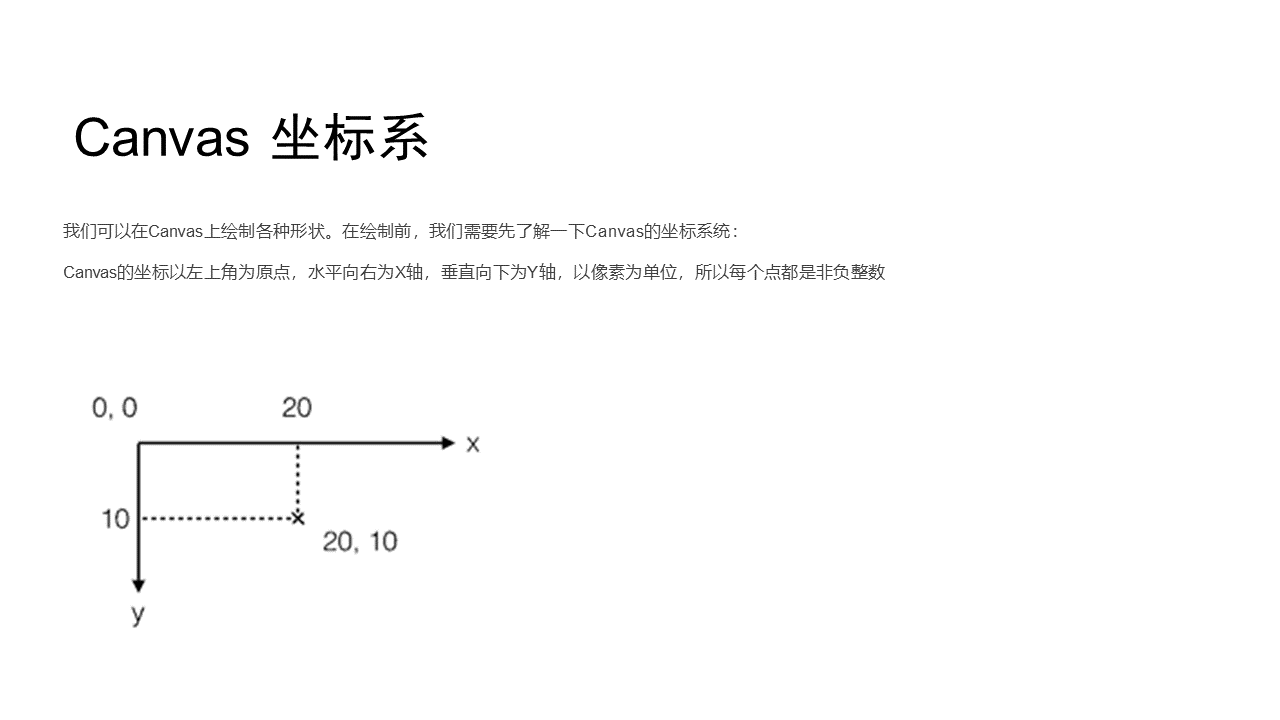 Canvas 坐标系
我们可以在Canvas上绘制各种形状。在绘制前，我们需要先了解一下Canvas的坐标系统：
Canvas的坐标以左上角为原点，水平向右为X轴，垂直向下为Y轴，以像素为单位，所以每个点都是非负整数
0, 0
20
x
10
20, 10
y